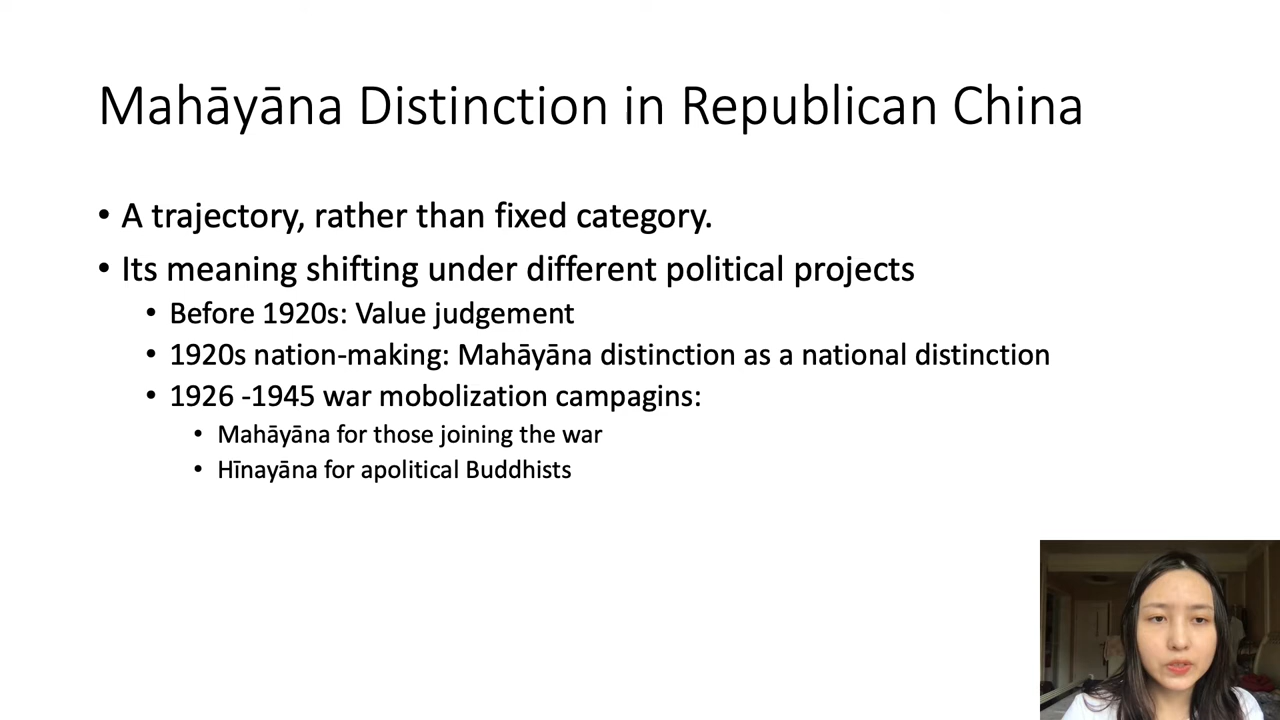 Mahāyāna Distinction in Republican China
• A trajectory, rather than fixed category.
• Its meaning shifting under different political projects
• Before 1920s: Value judgement
• 1920s nation-making: Mahāyāna distinction as a national distinction
• 1926 -1945 war mobolization campagins:
• Mahāyāna for those joining the war
• Hīnayāna for apolitical Buddhists